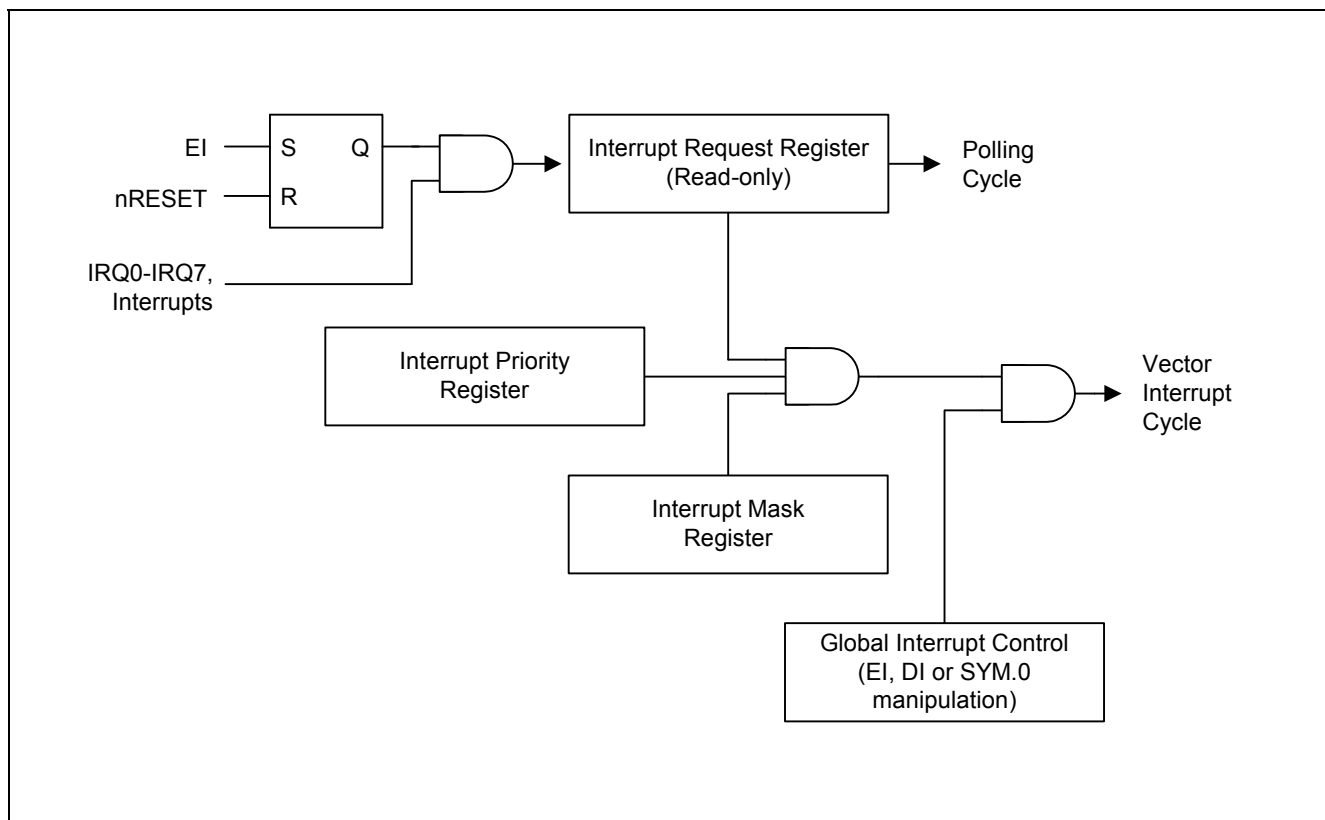 EI
S
Q
nRESET
R
IRQ0-IRQ7,
Interrupts
Interrupt Request Register
(Read-only)
Polling
Cycle
Interrupt Priority
Register
Vector
Interrupt
Cycle
Interrupt Mask
Register
Global Interrupt Control
(EI, DI or SYM.0
manipulation)